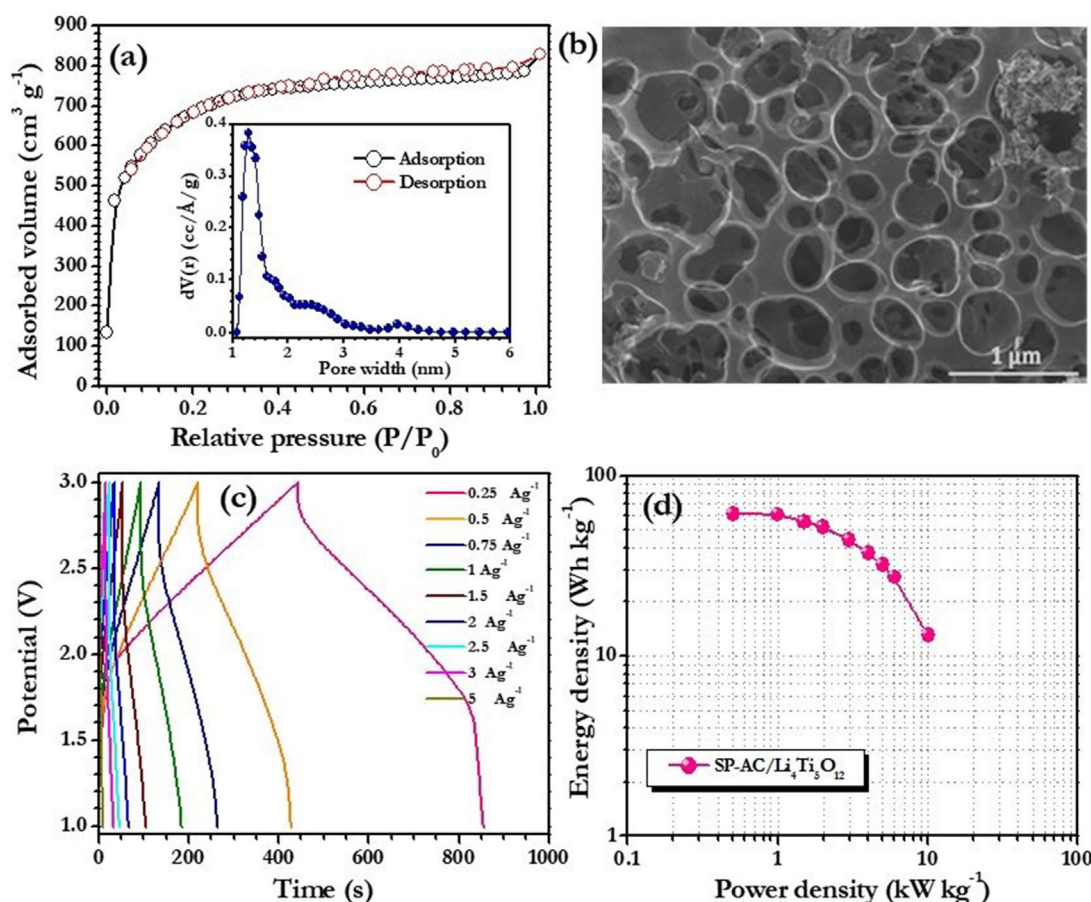 (a)
900
800
700
600
500
400
300
200
100
0
Adsorbed volume (cm³ g⁻¹)
0.0 0.2 0.4 0.6 0.8 1.0
Relative pressure (P/P₀)
0.4
0.3
0.2
0.1
0.0
dV(r) (cc/Å/g)
Adsorption
Desorption
1 2 3 4 5 6
Pore width (nm)
(b)
1 µm
(c)
3.0
2.5
2.0
1.5
1.0
Potential (V)
0.25 Ag⁻¹
0.5 Ag⁻¹
0.75 Ag⁻¹
1 Ag⁻¹
1.5 Ag⁻¹
2 Ag⁻¹
2.5 Ag⁻¹
3 Ag⁻¹
5 Ag⁻¹
0 200 400 600 800 1000
Time (s)
(d)
100
10
1
Energy density (Wh kg⁻¹)
SP-AC/Li₄Ti₅O₁₂
0.1 1 10 100
Power density (kW kg⁻¹)